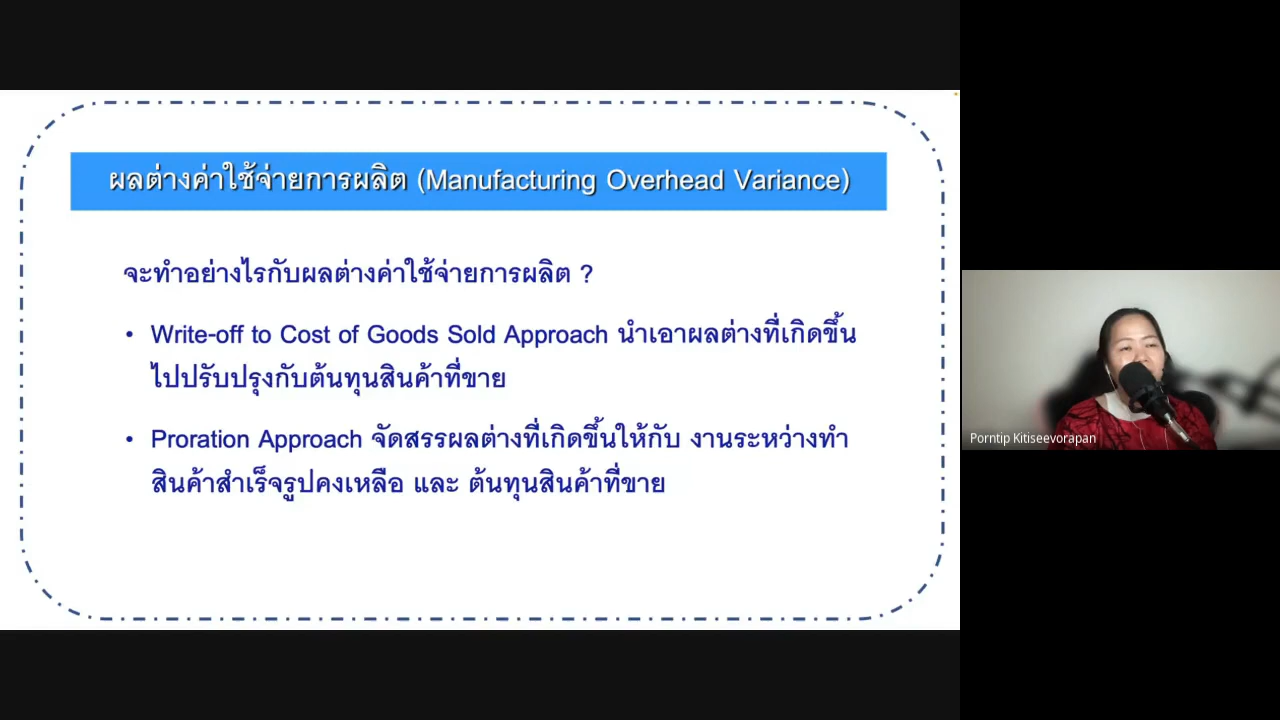 ผลต่างค่าใช้จ่ายการผลิต (Manufacturing Overhead Variance)
จะทำอย่างไรกับผลต่างค่าใช้จ่ายการผลิต ?
• Write-off to Cost of Goods Sold Approach นำเอาผลต่างที่เกิดขึ้น
ไปปรับปรุงกับต้นทุนสินค้าที่ขาย
• Proration Approach จัดสรรผลต่างที่เกิดขึ้นให้กับ งานระหว่างทำ
สินค้าสำเร็จรูปคงเหลือ และ ต้นทุนสินค้าที่ขาย
Porntip Kitiseevorapan